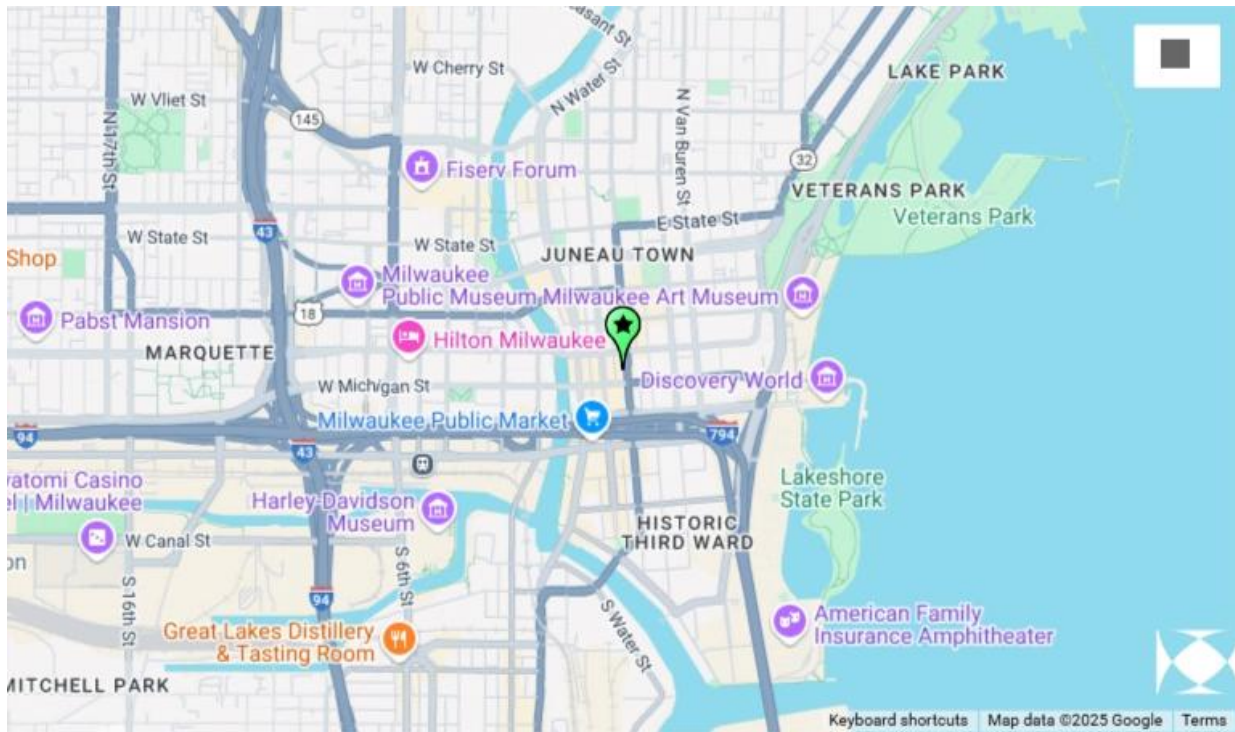 asant St
W Cherry St
LAKE PARK
W Vliet St
N Water St
N Van Buren St
145
N 17th St
32
Fiserv Forum
VETERANS PARK
Veterans Park
E State St
43
W State St
W State St
JUNEAU TOWN
Shop
Milwaukee
Public Museum
Milwaukee Art Museum
18
Pabst Mansion
Hilton Milwaukee
MARQUETTE
W Michigan St
Discovery World
Milwaukee Public Market
94
43
794
vatomi Casino
el | Milwaukee
Lakeshore
State Park
Harley-Davidson
Museum
HISTORIC
THIRD WARD
W Canal St
on
S 16th St
S 6th St
94
S Water St
Great Lakes Distillery
& Tasting Room
American Family
Insurance Amphitheater
MITCHELL PARK
Keyboard shortcuts
Map data ©2025 Google
Terms